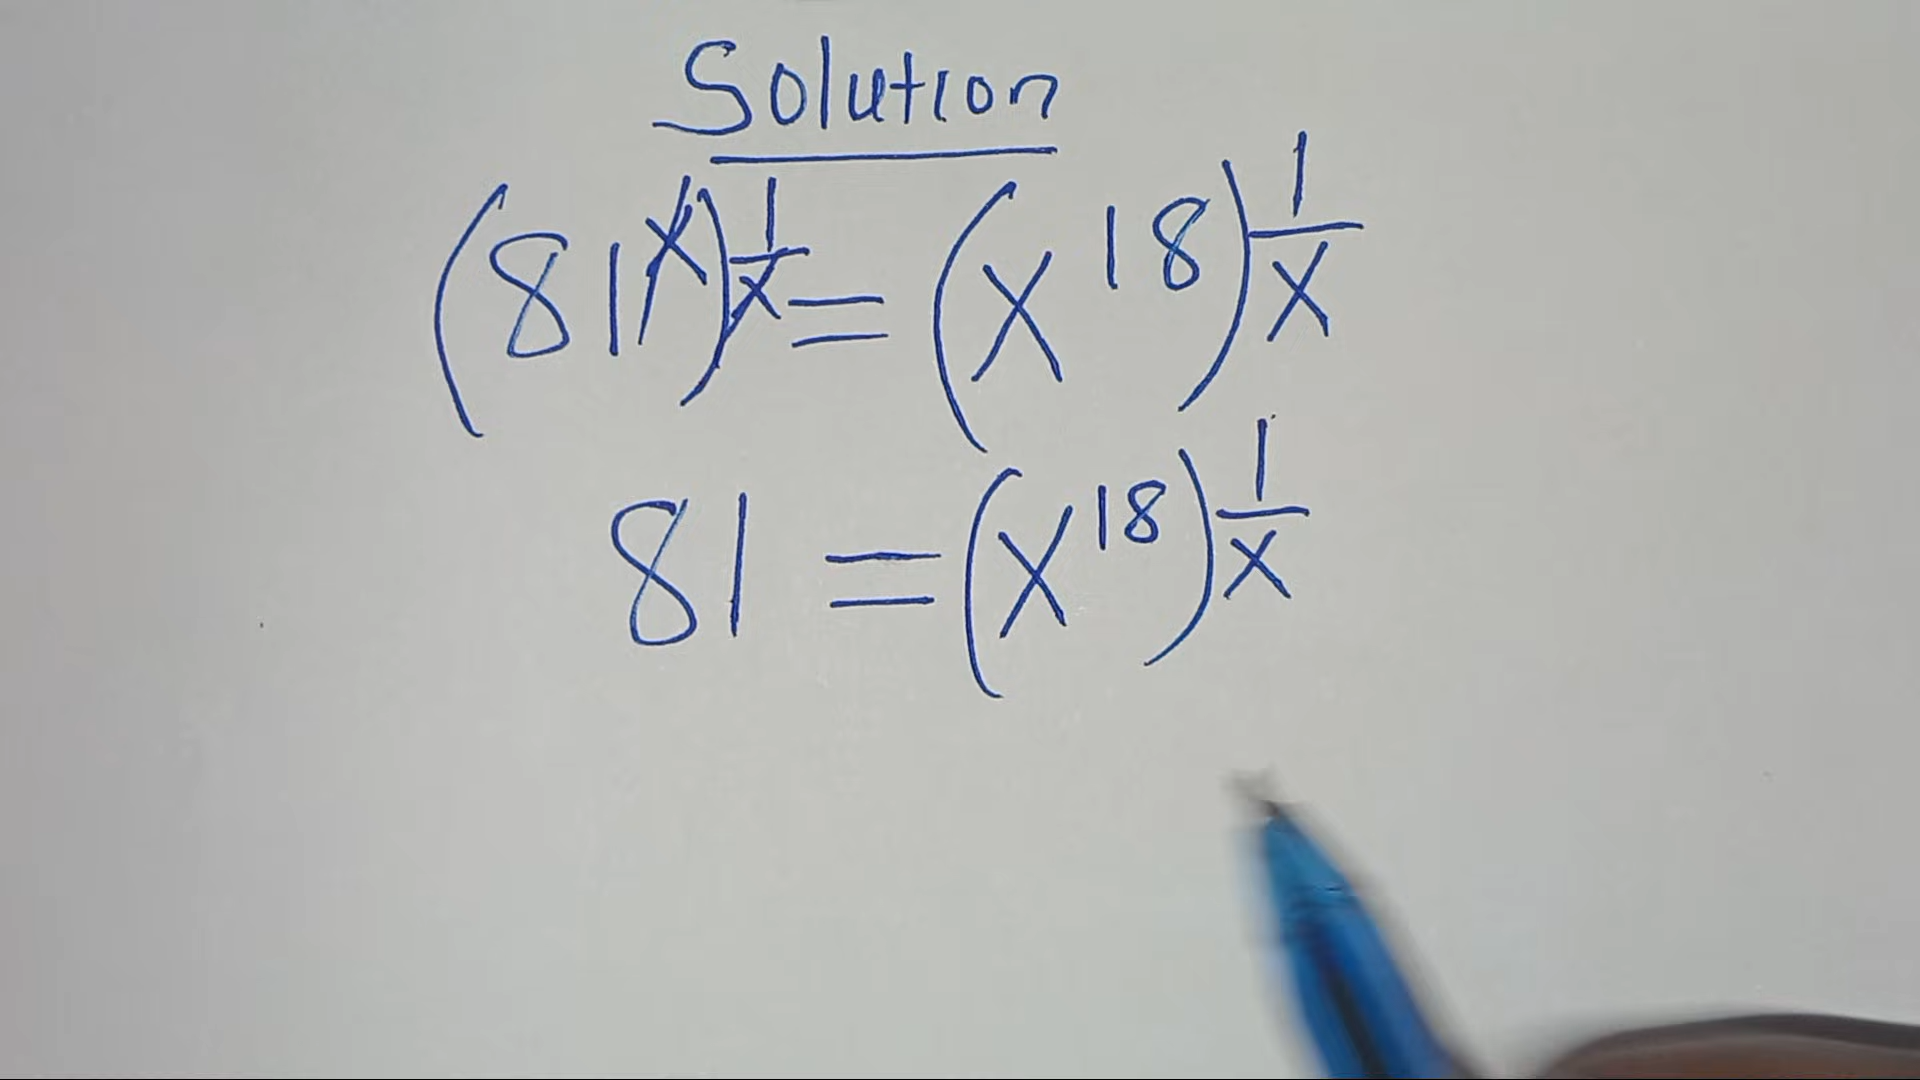 Solution
(81^x)^(1/x) = (x^18)^(1/x)
81 = (x^18)^(1/x)